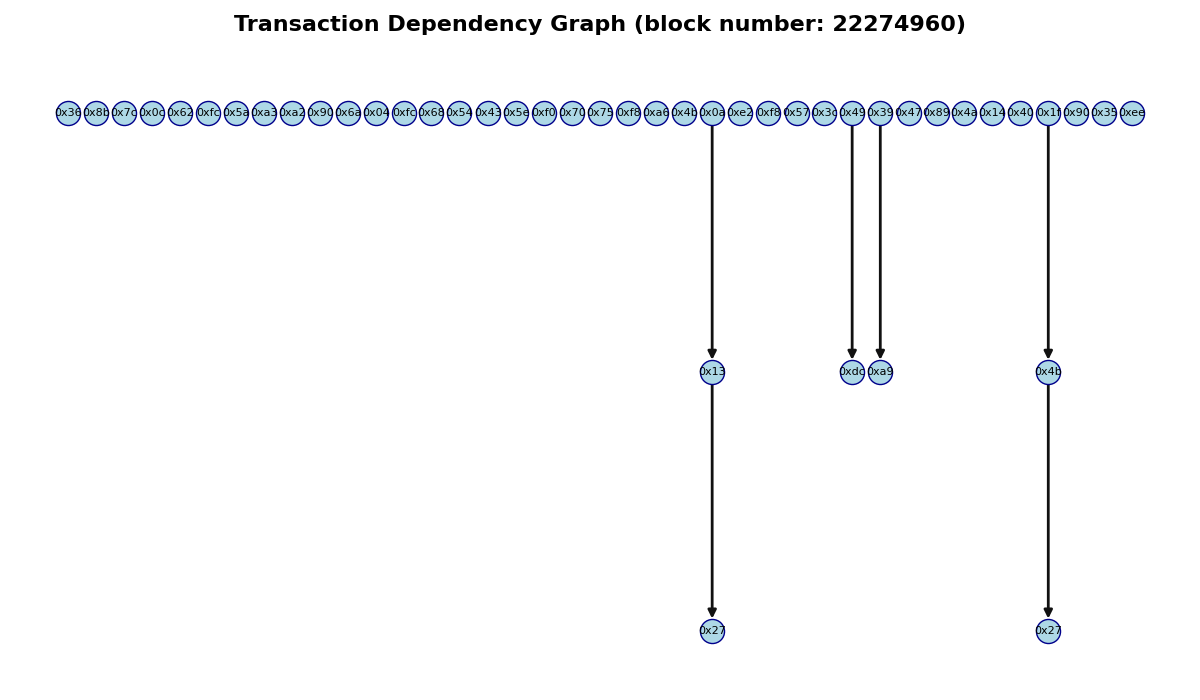 Transaction Dependency Graph (block number: 22274960)
0x36 0x8b 0x7c 0x0c 0x62 0xfc 0x5a 0xa3 0xa2 0x90 0x6a 0x04 0xfc 0x68 0x54 0x43 0x5e 0xf0 0x70 0x75 0xf8 0xa6 0x4b 0x0a 0xe2 0xf8 0x57 0x3c 0x49 0x39 0x47 0x89 0x4a 0x14 0x40 0x1f 0x90 0x35 0xee
0x13 0xdc 0xa9 0x4b
0x27 0x27